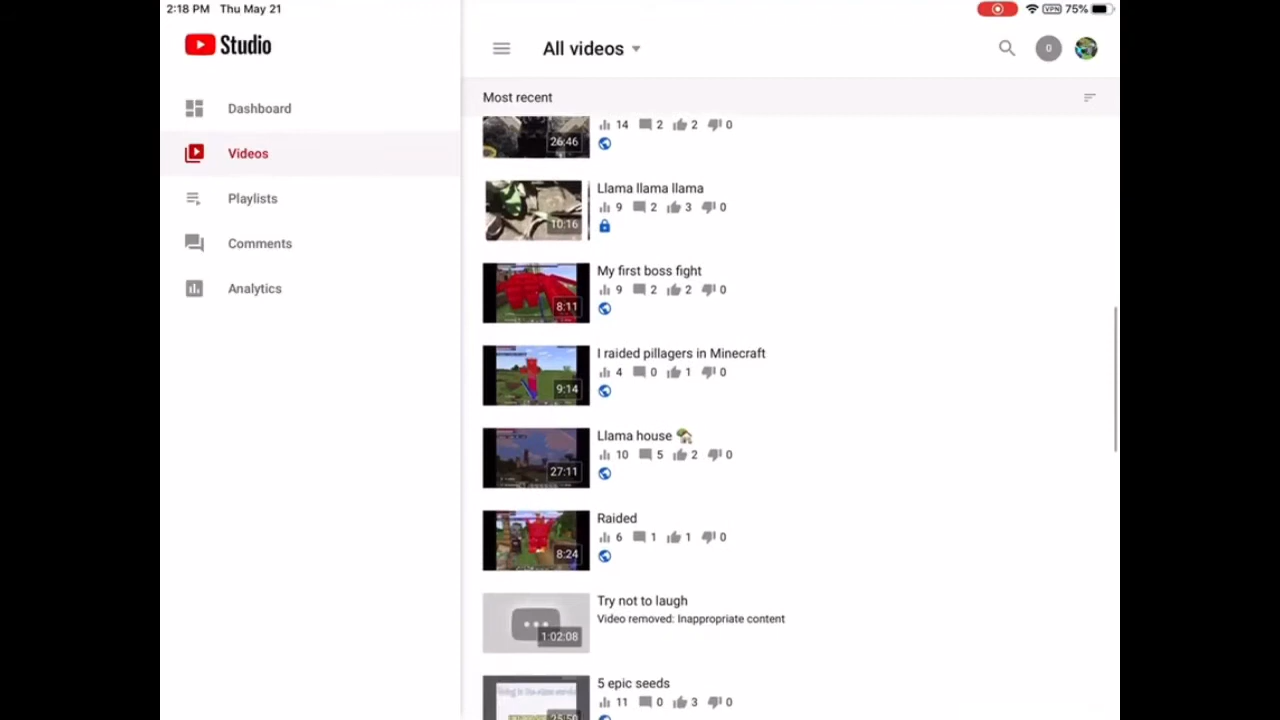 2:18 PM Thu May 21
VPN 75%
Studio
All videos
0
Dashboard
Videos
Playlists
Comments
Analytics
Most recent
26:46
14 2 2 0
Llama llama llama
9 2 3 0
10:16
My first boss fight
9 2 2 0
8:11
I raided pillagers in Minecraft
4 0 1 0
9:14
Llama house
10 5 2 0
27:11
Raided
6 1 1 0
8:24
Try not to laugh
Video removed: Inappropriate content
1:02:08
5 epic seeds
11 0 3 0
25:50